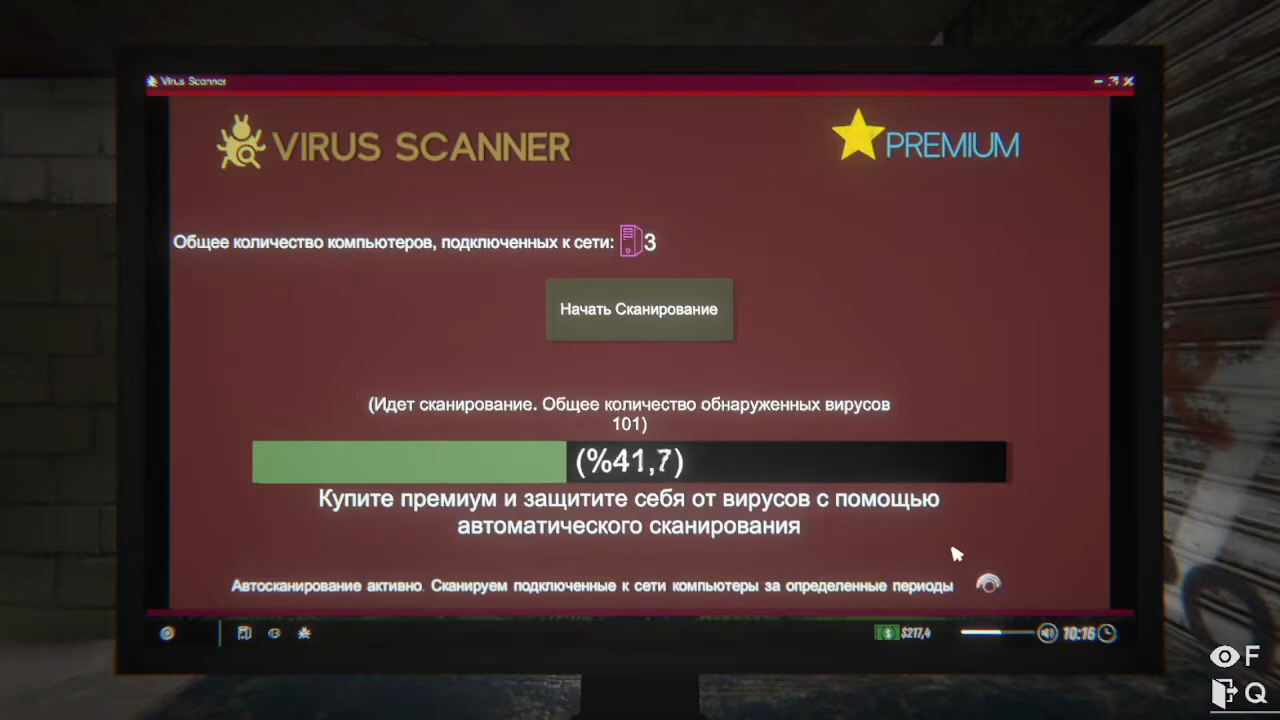 Virus Scanner
VIRUS SCANNER
PREMIUM
Общее количество компьютеров, подключенных к сети: 3
Начать Сканирование
(Идет сканирование. Общее количество обнаруженных вирусов
101)
(%41,7)
Купите премиум и защитите себя от вирусов с помощью
автоматического сканирования
Автосканирование активно. Сканируем подключенные к сети компьютеры за определенные периоды
$217,4
10:16
F
Q